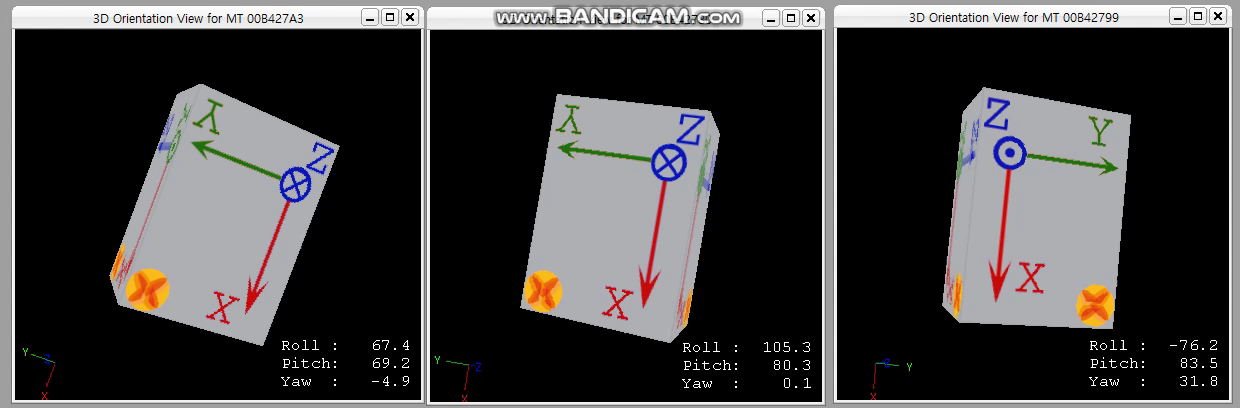 3D Orientation View for MT 00B427A3
www.BANDICAM.com
3D Orientation View for MT 00B42799
Y
Z
X
Roll : 67.4
Pitch: 69.2
Yaw : -4.9
Y
Z
X
Y
Z
X
Roll : 105.3
Pitch: 80.3
Yaw : 0.1
Y
Z
X
Z
Y
X
Roll : -76.2
Pitch: 83.5
Yaw : 31.8
Z
Y
X